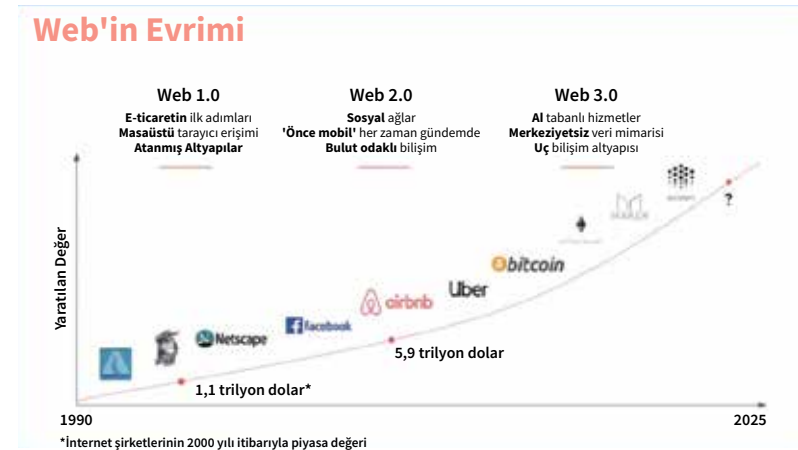 Web'in Evrimi
Web 1.0
E-ticaretin ilk adımları
Masaüstü tarayıcı erişimi
Atanmış Altyapılar
Web 2.0
Sosyal ağlar
'Önce mobil' her zaman gündemde
Bulut odaklı bilişim
Web 3.0
AI tabanlı hizmetler
Merkeziyetsiz veri mimarisi
Uç bilişim altyapısı
Yaratılan Değer
Netscape
facebook
airbnb
Uber
bitcoin
?
1,1 trilyon dolar*
5,9 trilyon dolar
1990
2025
*İnternet şirketlerinin 2000 yılı itibarıyla piyasa değeri